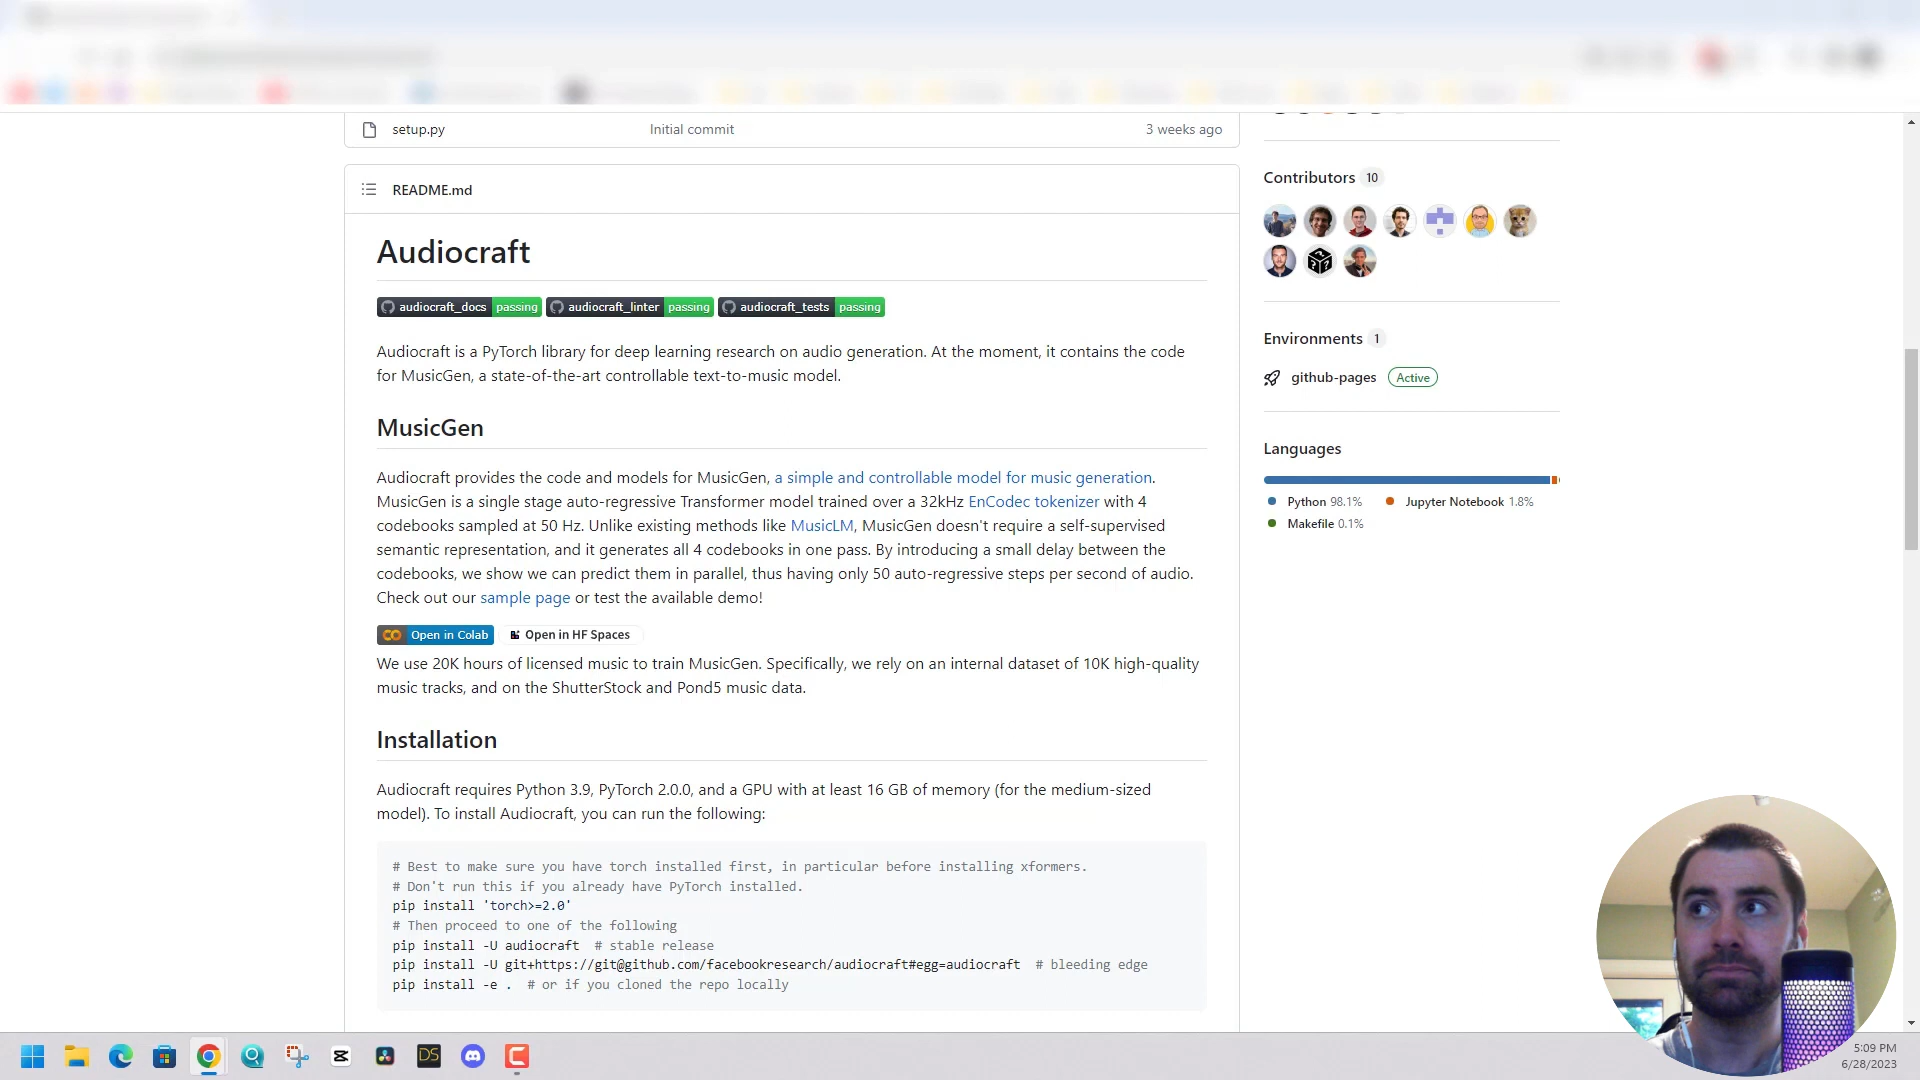 setup.py Initial commit 3 weeks ago
README.md
Audiocraft
audiocraft_docs passing audiocraft_linter passing audiocraft_tests passing
Audiocraft is a PyTorch library for deep learning research on audio generation. At the moment, it contains the code
for MusicGen, a state-of-the-art controllable text-to-music model.
MusicGen
Audiocraft provides the code and models for MusicGen, a simple and controllable model for music generation.
MusicGen is a single stage auto-regressive Transformer model trained over a 32kHz EnCodec tokenizer with 4
codebooks sampled at 50 Hz. Unlike existing methods like MusicLM, MusicGen doesn't require a self-supervised
semantic representation, and it generates all 4 codebooks in one pass. By introducing a small delay between the
codebooks, we show we can predict them in parallel, thus having only 50 auto-regressive steps per second of audio.
Check out our sample page or test the available demo!
Open in Colab Open in HF Spaces
We use 20K hours of licensed music to train MusicGen. Specifically, we rely on an internal dataset of 10K high-quality
music tracks, and on the ShutterStock and Pond5 music data.
Installation
Audiocraft requires Python 3.9, PyTorch 2.0.0, and a GPU with at least 16 GB of memory (for the medium-sized
model). To install Audiocraft, you can run the following:
# Best to make sure you have torch installed first, in particular before installing xformers.
# Don't run this if you already have PyTorch installed.
pip install 'torch>=2.0'
# Then proceed to one of the following
pip install -U audiocraft # stable release
pip install -U git+https://git@github.com/facebookresearch/audiocraft#egg=audiocraft # bleeding edge
pip install -e . # or if you cloned the repo locally
Contributors 10
Environments 1
github-pages Active
Languages
Python 98.1% Jupyter Notebook 1.8%
Makefile 0.1%
DS
5:09 PM
6/28/2023